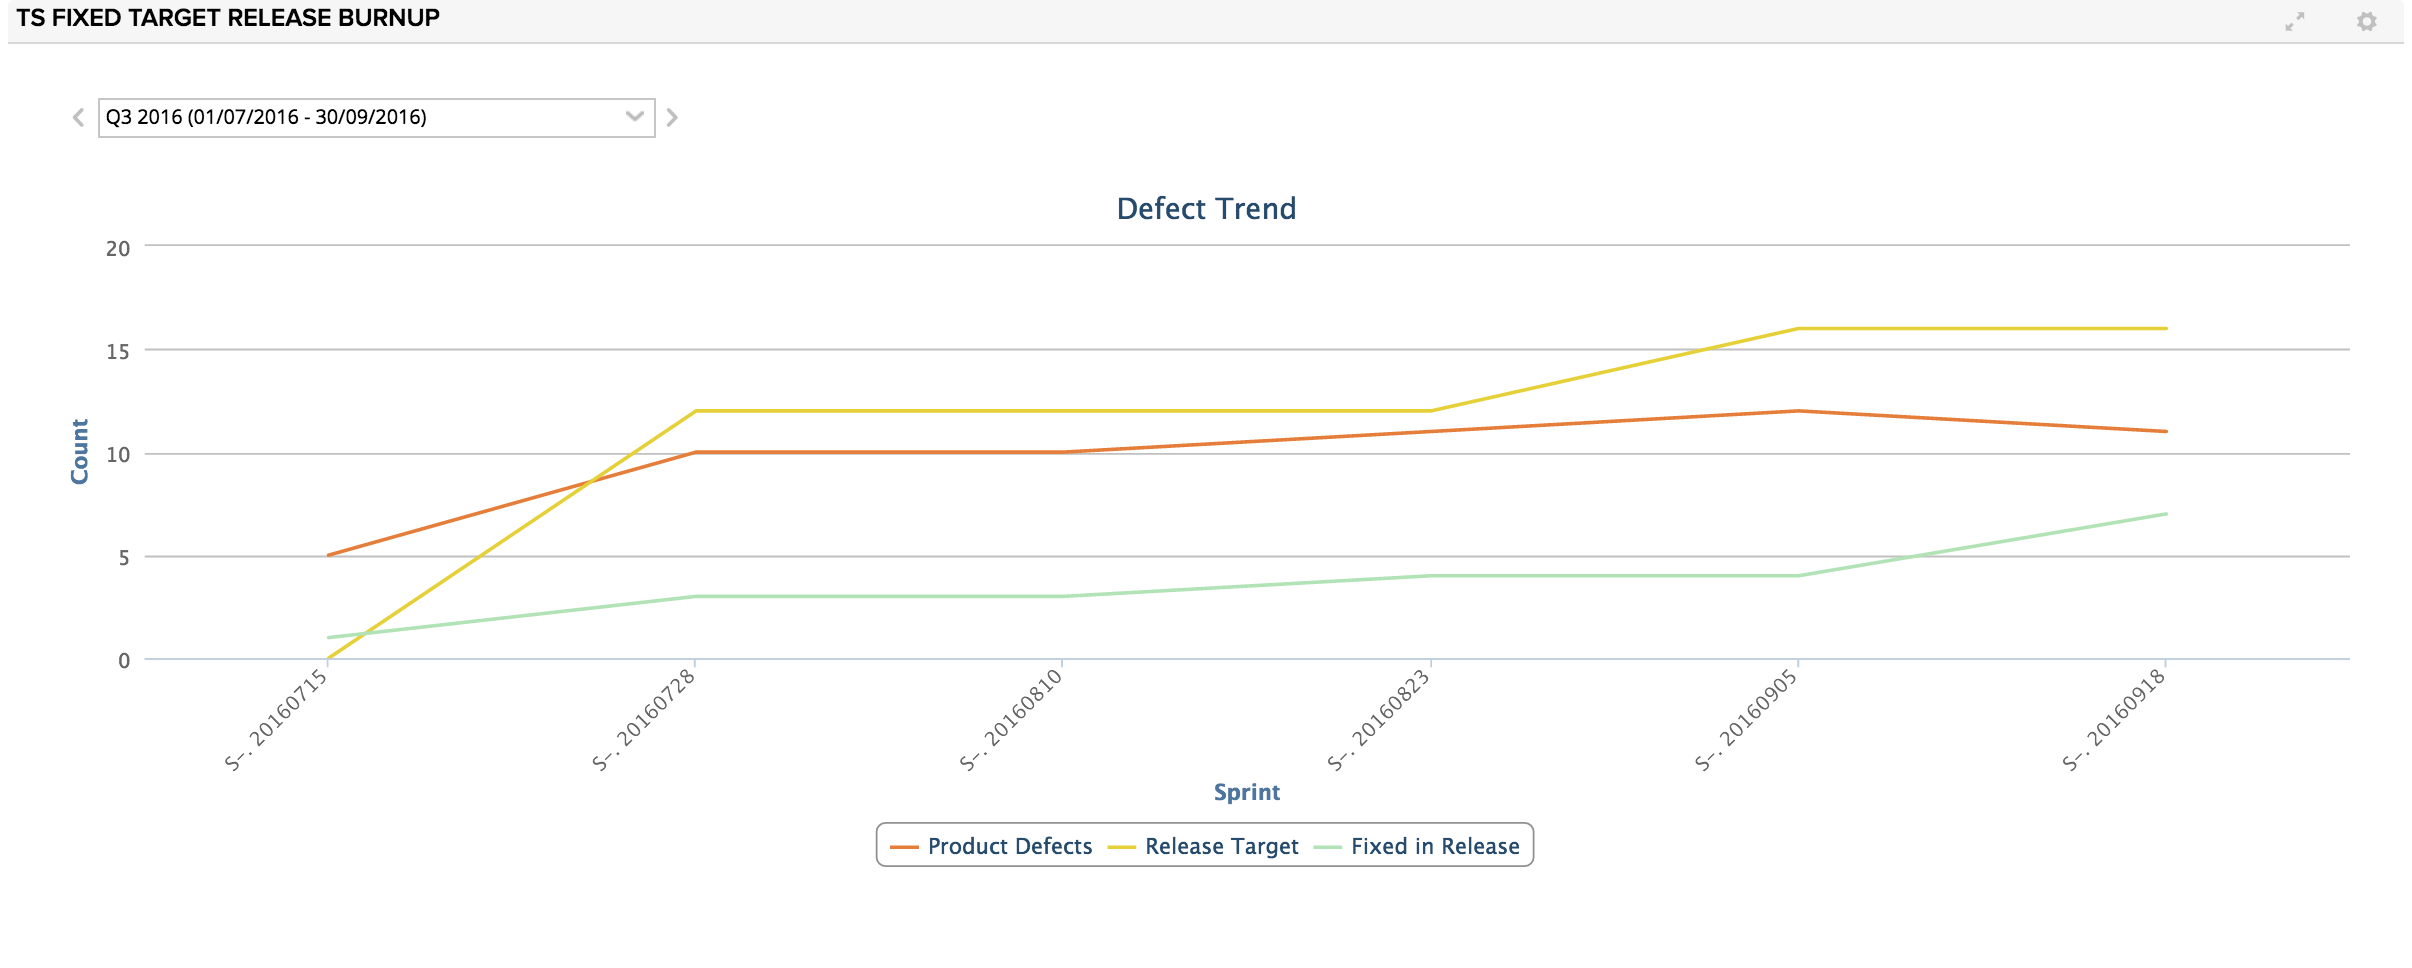 TS FIXED TARGET RELEASE BURNUP
Q3 2016 (01/07/2016 - 30/09/2016)
Defect Trend
20
15
10
5
0
Count
S–. 20160715
S–. 20160728
S–. 20160810
S–. 20160823
S–. 20160905
S–. 20160918
Sprint
Product Defects Release Target Fixed in Release